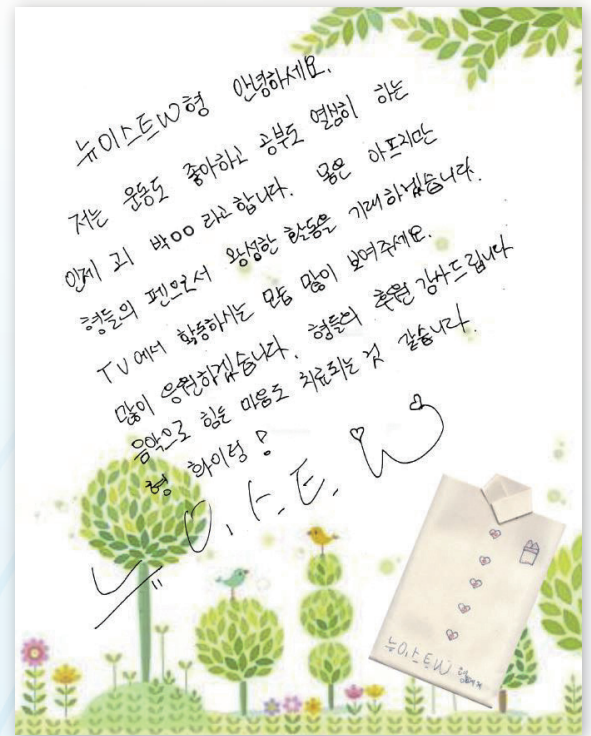 뉴이스트W형 안녕하세요.
저는 운동도 좋아하고 공부도 열심히 하는
인제 고1 박OO 라고 합니다. 몸은 아프지만
형들의 펜으로서 왕성한 활동을 기대하겠습니다.
TV에서 활동하시는 모습 많이 보여주세요.
많이 응원하겠습니다. 형들의 후원 감사드립니다
음악으로 힘든 마음도 치료되는 것 같습니다.
형 화이팅!
뉴.이.스.트.W
뉴이스트W